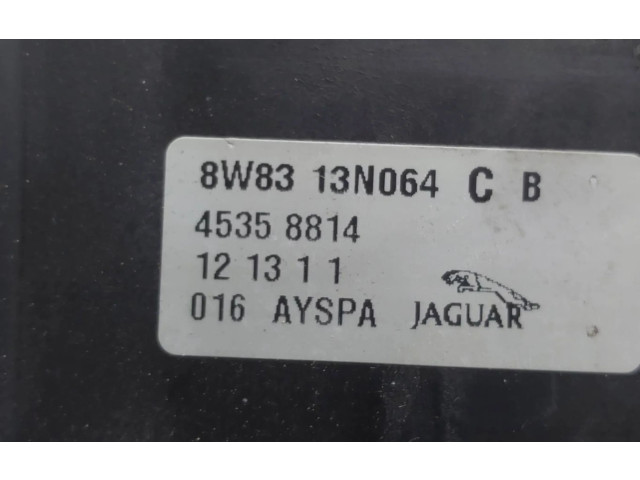 8W83 13N064 C B
4535 8814
12 13 1 1
016 AYSPA JAGUAR